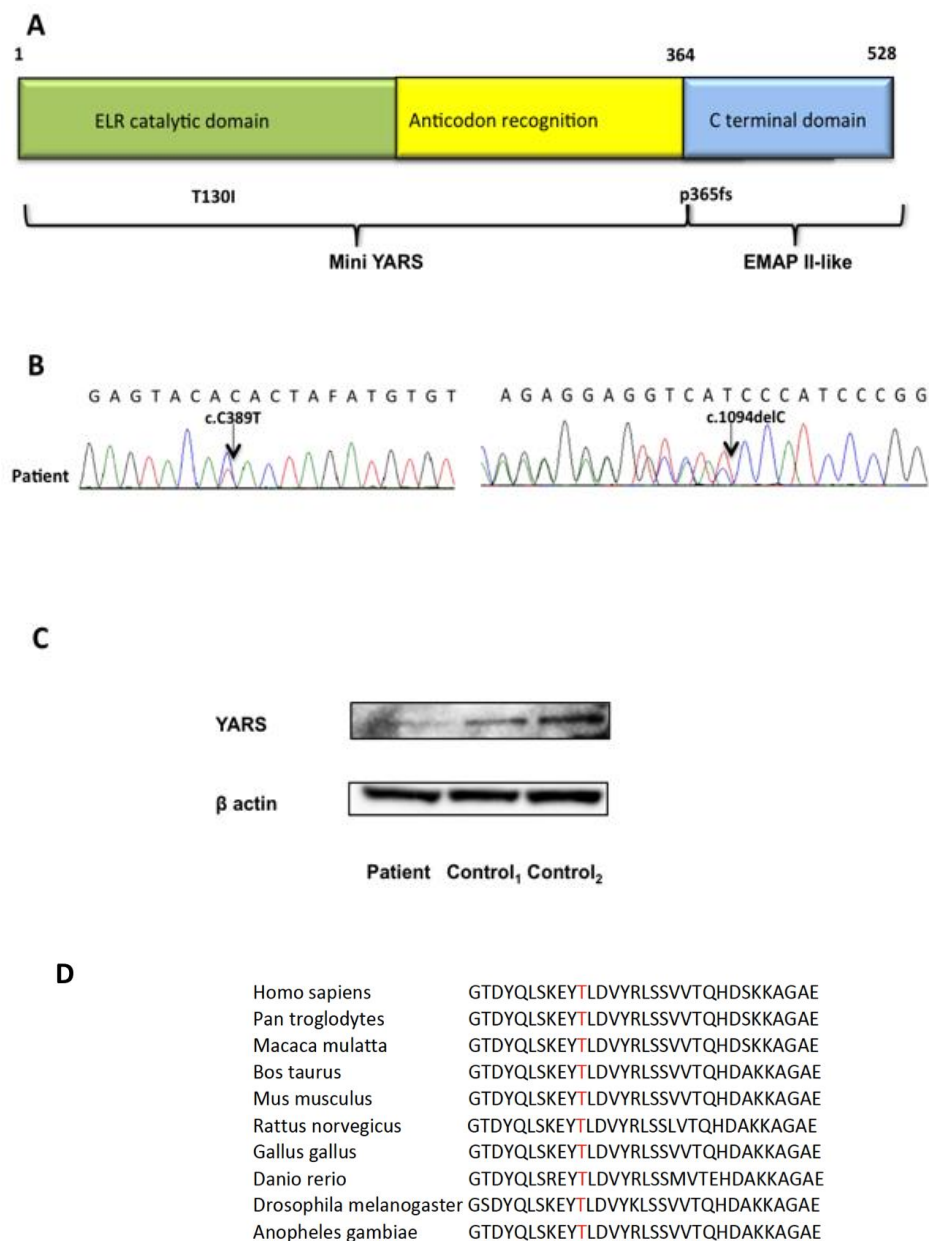 A
1 364 528
ELR catalytic domain Anticodon recognition C terminal domain
T130I p365fs
Mini YARS EMAP II-like
B
G A G T A C A C A C T A F A T G T G T A G A G G A G G T C A T C C C A T C C C G G
c.C389T c.1094delC
Patient
C
YARS
β actin
Patient Control1 Control2
D
Homo sapiens GTDYQLSKEYTLDVYRLSSVVTQHDSKKAGAE
Pan troglodytes GTDYQLSKEYTLDVYRLSSVVTQHDSKKAGAE
Macaca mulatta GTDYQLSKEYTLDVYRLSSVVTQHDSKKAGAE
Bos taurus GTDYQLSKEYTLDVYRLSSVVTQHDAKKAGAE
Mus musculus GTDYQLSKEYTLDVYRLSSVVTQHDAKKAGAE
Rattus norvegicus GTDYQLSKEYTLDVYRLSSLVTQHDAKKAGAE
Gallus gallus GTDYQLSKEYTLDVYRLSSVVTQHDAKKAGAE
Danio rerio GTDYQLSREYTLDVYRLSSMVTEHDAKKAGAE
Drosophila melanogaster GSDYQLSKEYTLDVYKLSSVVTQHDAKKAGAE
Anopheles gambiae GTDYQLSKEYTLDVYRLSSVVTQHDAKKAGAE